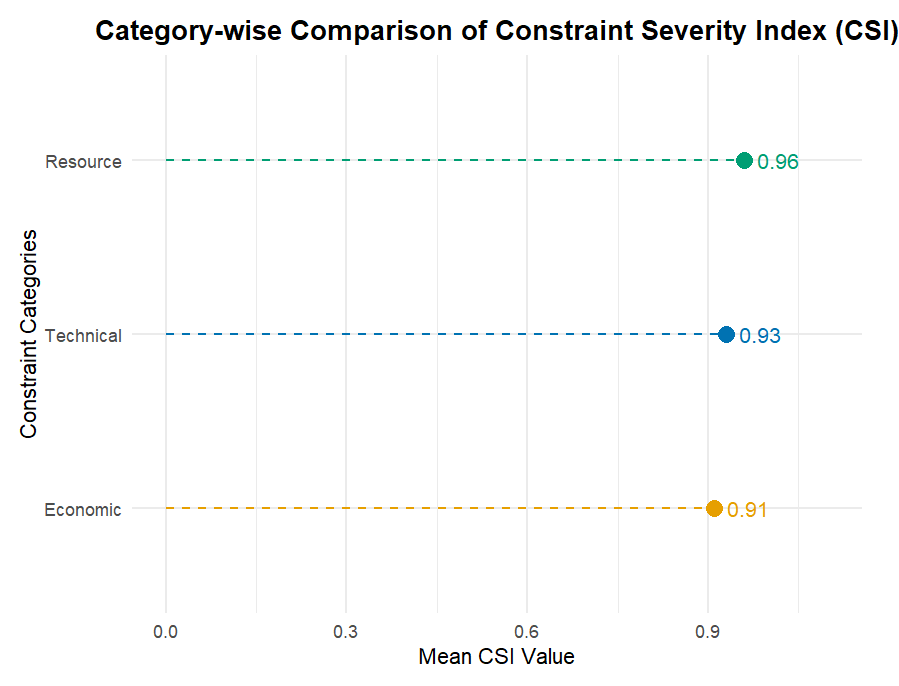 Category-wise Comparison of Constraint Severity Index (CSI)
Constraint Categories
Resource
0.96
Technical
0.93
Economic
0.91
0.0 0.3 0.6 0.9
Mean CSI Value